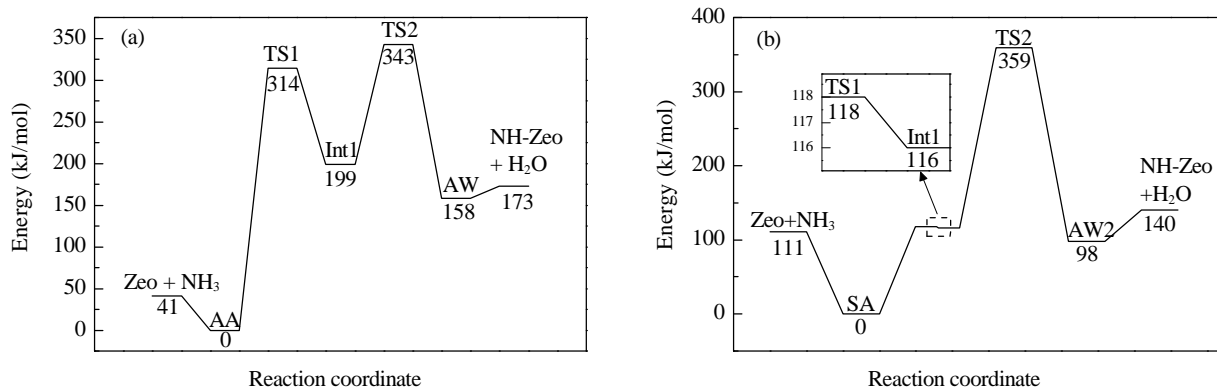 (a)
350
300
250
200
150
100
50
0
Energy (kJ/mol)
TS1
314
TS2
343
Int1
199
NH-Zeo
+ H₂O
AW
158
173
Zeo + NH₃
41
AA
0
Reaction coordinate
(b)
400
300
200
100
0
Energy (kJ/mol)
TS2
359
118
117
116
TS1
118
Int1
116
NH-Zeo
+H₂O
140
Zeo+NH₃
111
AW2
98
SA
0
Reaction coordinate